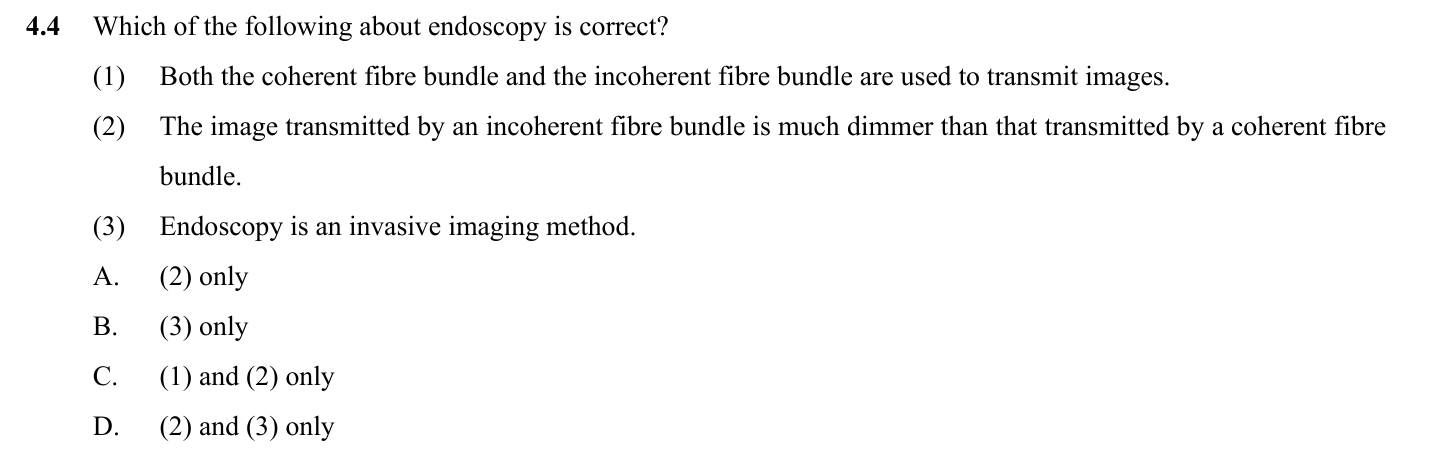 4.4 Which of the following about endoscopy is correct?
(1) Both the coherent fibre bundle and the incoherent fibre bundle are used to transmit images.
(2) The image transmitted by an incoherent fibre bundle is much dimmer than that transmitted by a coherent fibre
bundle.
(3) Endoscopy is an invasive imaging method.
A. (2) only
B. (3) only
C. (1) and (2) only
D. (2) and (3) only